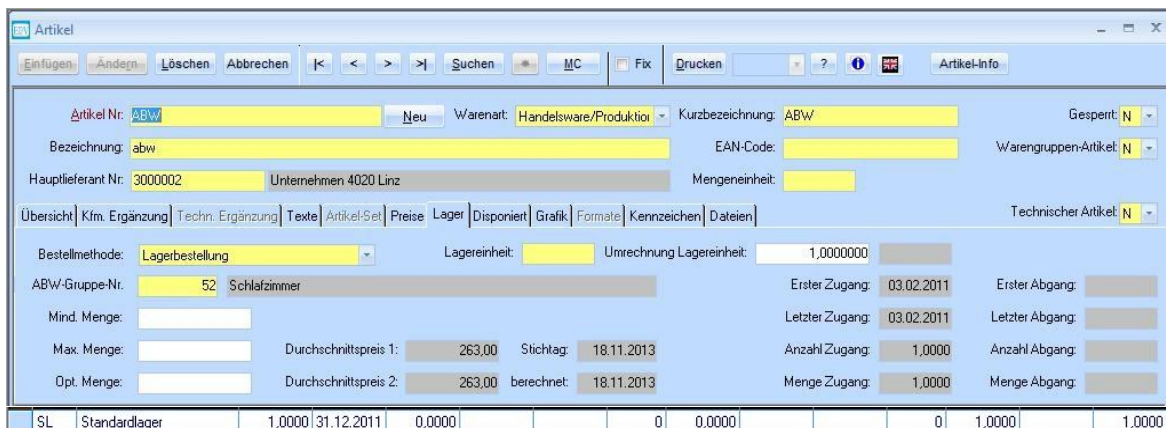 EDV Artikel
Einfügen Ändern Löschen Abbrechen |< < > >| Suchen * MC Fix Drucken ? i Artikel-Info
Artikel Nr: ABW Neu Warenart: Handelsware/Produktion Kurzbezeichnung: ABW Gesperrt: N
Bezeichnung: abw EAN-Code: Warengruppen-Artikel: N
Hauptlieferant Nr: 3000002 Unternehmen 4020 Linz Mengeneinheit:
Übersicht Kfm. Ergänzung Techn. Ergänzung Texte Artikel-Set Preise Lager Disponiert Grafik Formate Kennzeichen Dateien Technischer Artikel: N
Bestellmethode: Lagerbestellung Lagereinheit: Umrechnung Lagereinheit: 1,0000000
ABW-Gruppe-Nr. 52 Schlafzimmer Erster Zugang: 03.02.2011 Erster Abgang:
Mind. Menge: Letzter Zugang: 03.02.2011 Letzter Abgang:
Max. Menge: Durchschnittspreis 1: 263,00 Stichtag: 18.11.2013 Anzahl Zugang: 1,0000 Anzahl Abgang:
Opt. Menge: Durchschnittspreis 2: 263,00 berechnet: 18.11.2013 Menge Zugang: 1,0000 Menge Abgang:
SL Standardlager 1,0000 31.12.2011 0,0000 0 0,0000 0 1,0000 1,0000